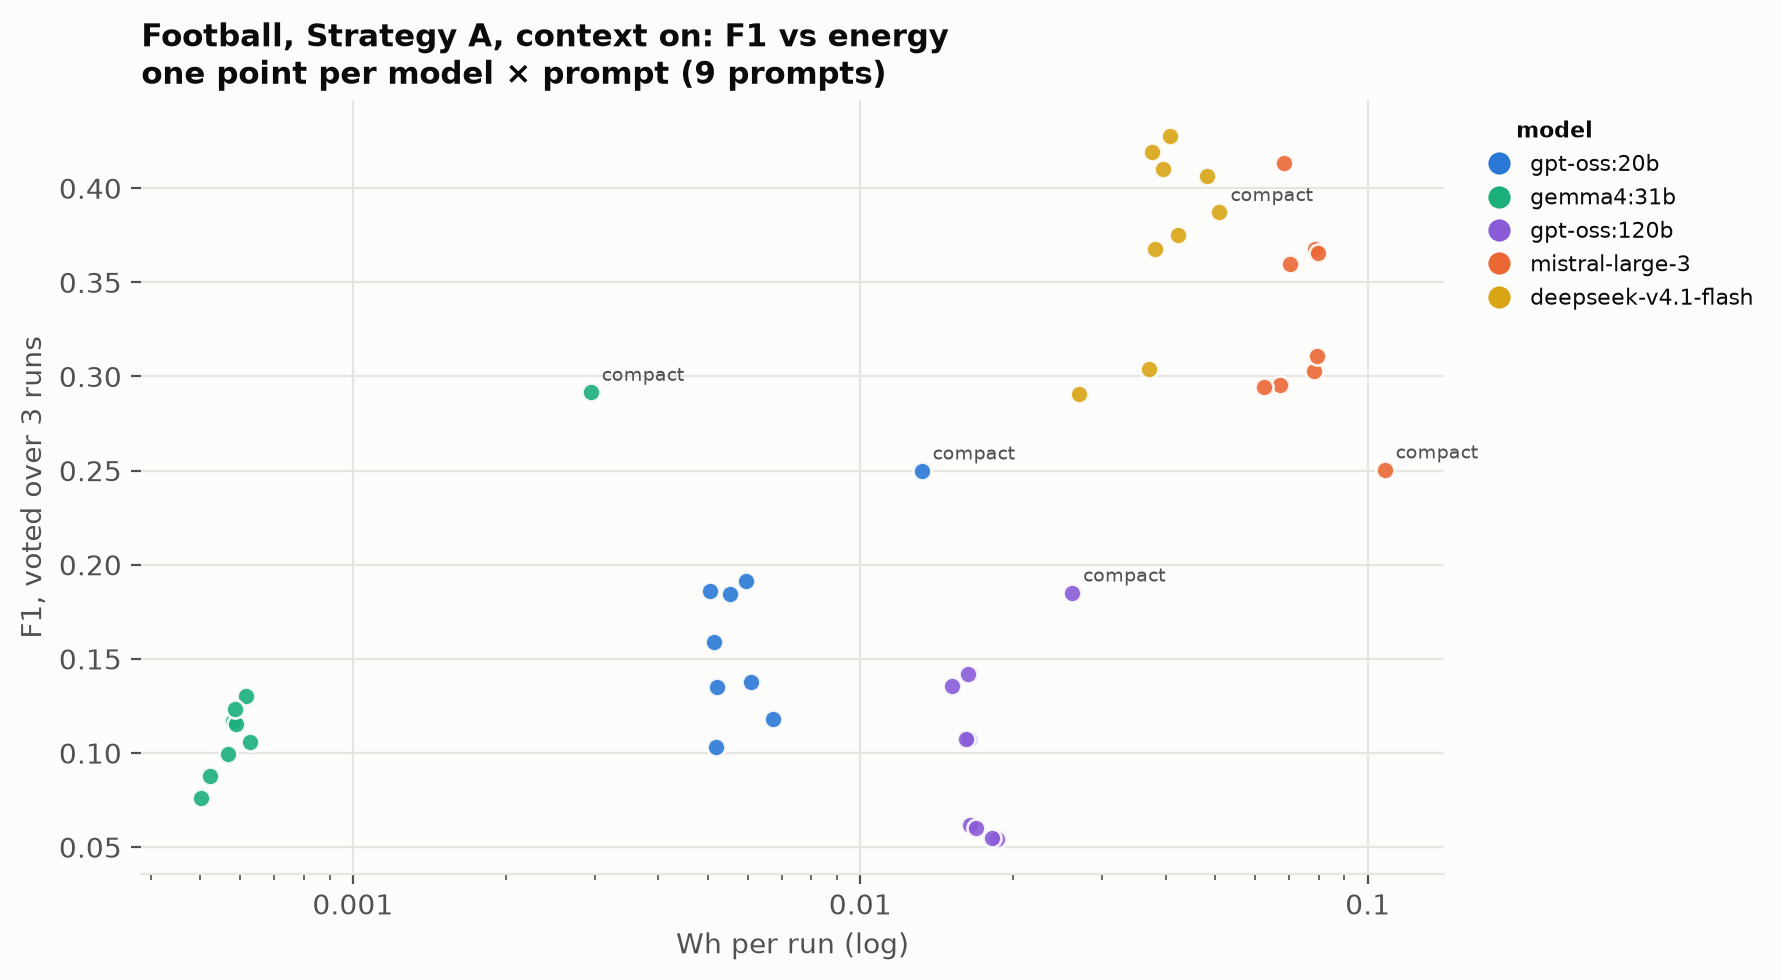 Football, Strategy A, context on: F1 vs energy
one point per model × prompt (9 prompts)
model
gpt-oss:20b
gemma4:31b
gpt-oss:120b
mistral-large-3
deepseek-v4.1-flash
F1, voted over 3 runs
0.40
0.35
0.30
0.25
0.20
0.15
0.10
0.05
compact
compact
compact
compact
compact
0.001
0.01
0.1
Wh per run (log)